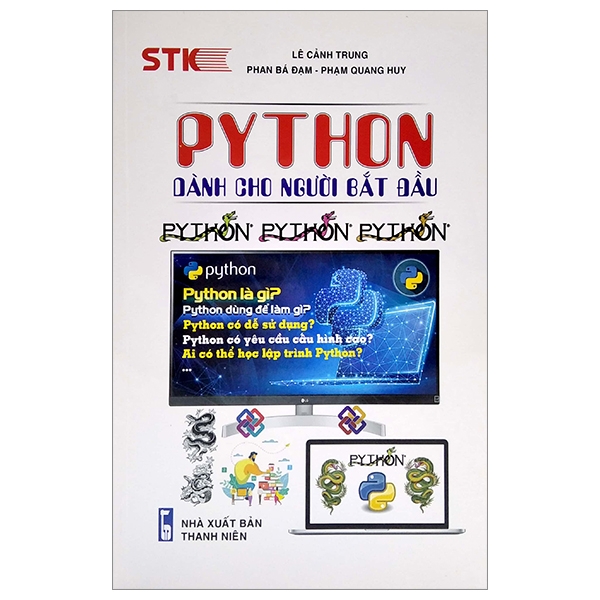 STK
LÊ CẢNH TRUNG
PHAN BÁ ĐẠM - PHẠM QUANG HUY
PYTHON
DÀNH CHO NGƯỜI BẮT ĐẦU
PYTHON® PYTHON® PYTHON®
python
Python là gì?
Python dùng để làm gì?
Python có dễ sử dụng?
Python có yêu cầu cấu hình cao?
Ai có thể học lập trình Python?
...
LG
PYTHON®
NHÀ XUẤT BẢN
THANH NIÊN